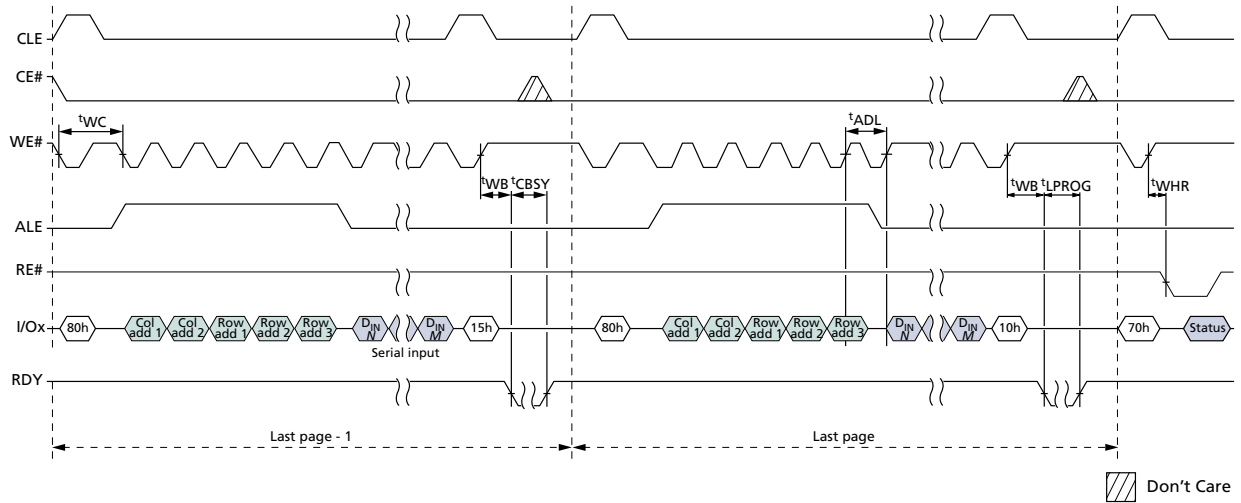 CLE
CE#
tWC
tADL
WE#
tWB tCBSY
tWB tLPROG
tWHR
ALE
RE#
I/Ox
80h
Col add 1
Col add 2
Row add 1
Row add 2
Row add 3
DIN N
DIN M
15h
80h
Col add 1
Col add 2
Row add 1
Row add 2
Row add 3
DIN N
DIN M
10h
70h
Status
Serial input
RDY
Last page - 1
Last page
Don't Care